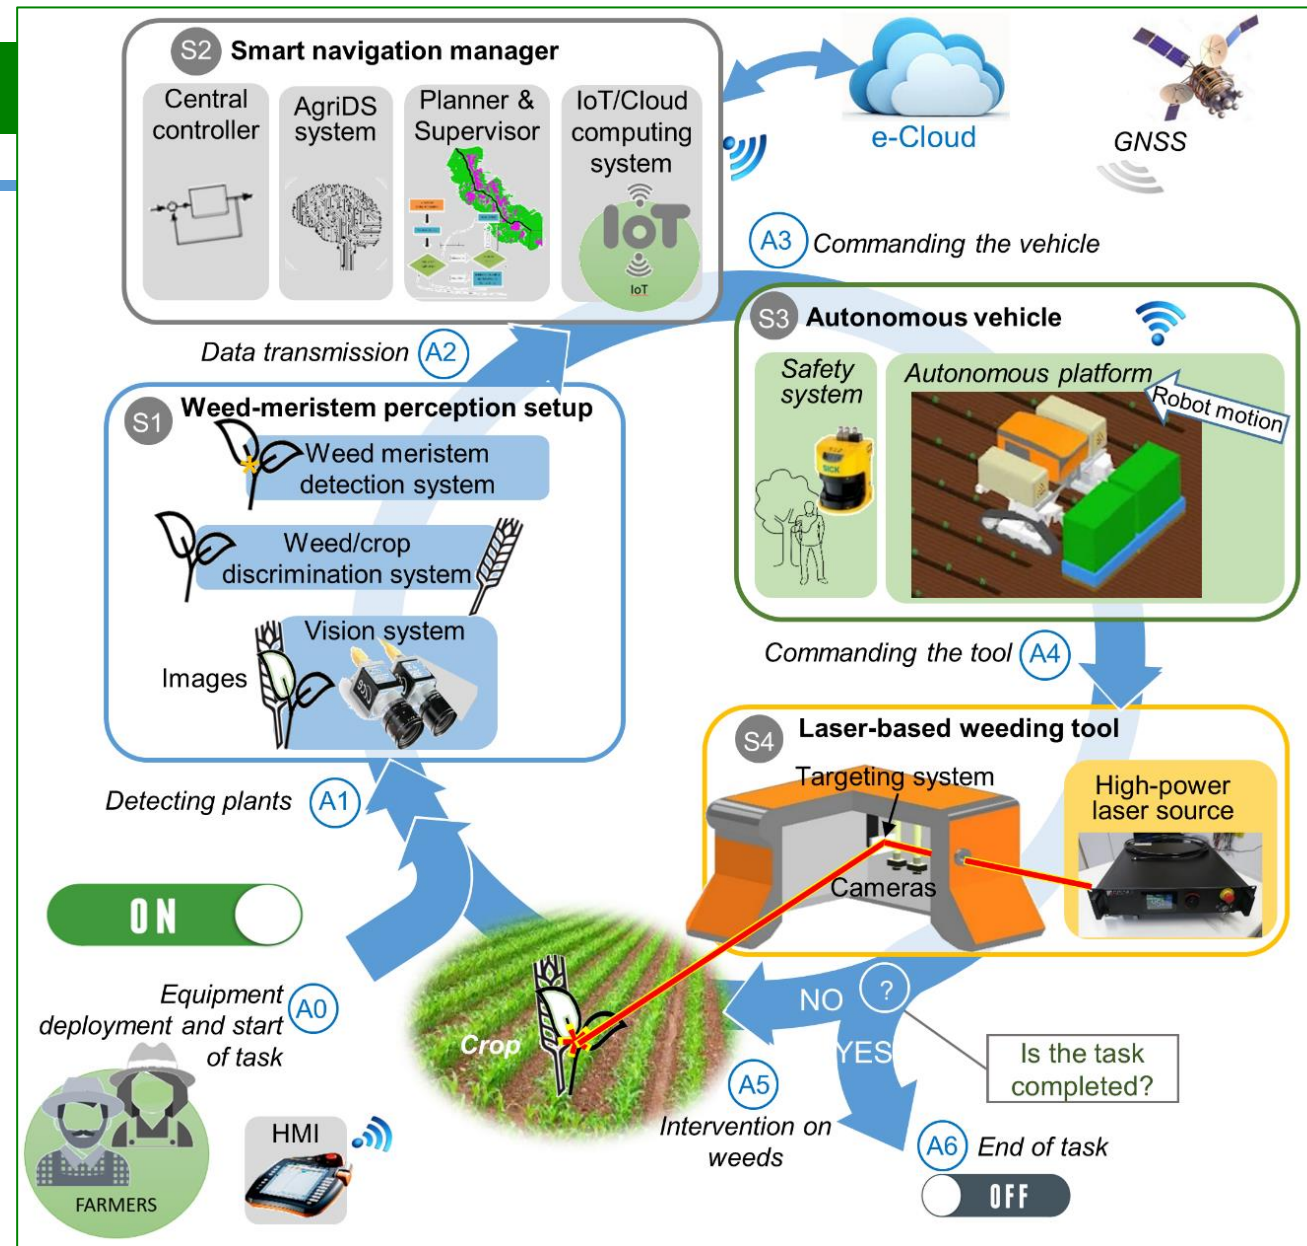 S2 Smart navigation manager
Central
controller
AgriDS
system
Planner &
Supervisor
IoT/Cloud
computing
system
IoT
IoT
e-Cloud
GNSS
A3 Commanding the vehicle
Data transmission A2
S3 Autonomous vehicle
Safety
system
SICK
Autonomous platform
Robot motion
S1 Weed-meristem perception setup
Weed meristem
detection system
Weed/crop
discrimination system
Vision system
Images
Commanding the tool A4
Detecting plants A1
S4 Laser-based weeding tool
Targeting system
Cameras
High-power
laser source
ON
Equipment
deployment and start
of task
A0
Crop
NO ?
YES
Is the task
completed?
A5
Intervention on
weeds
A6 End of task
OFF
FARMERS
HMI